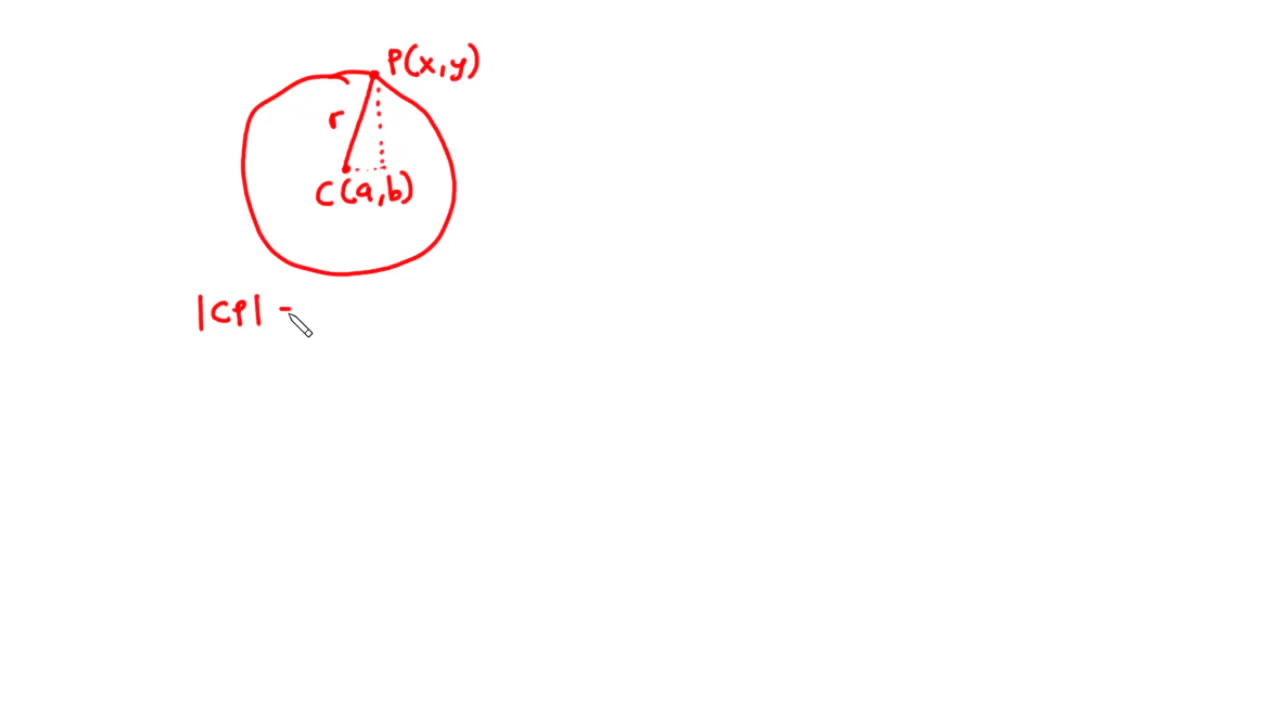 P(x,y)
r
C(a,b)
|CP| -